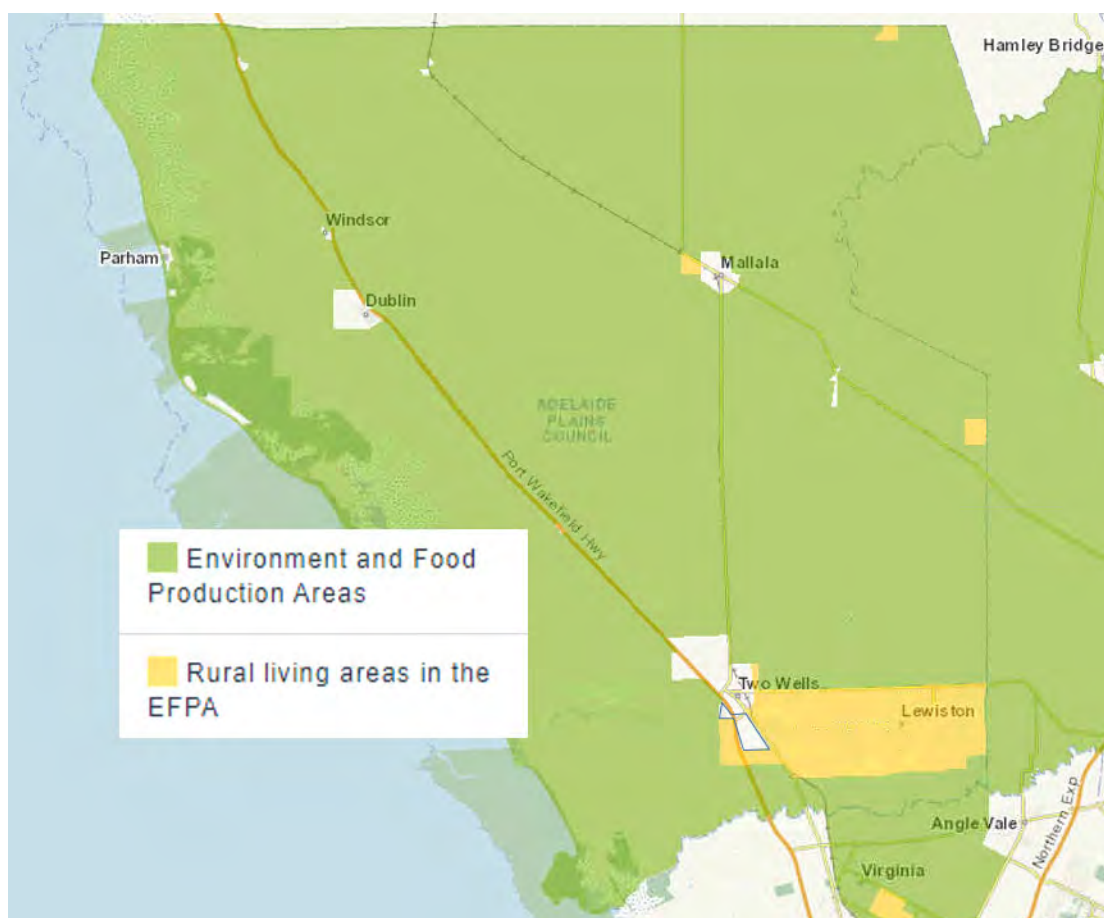 Hamley Bridge
Windsor
Parham
Mallala
Dublin
ADELAIDE
PLAINS
COUNCIL
Port Wakefield Hwy
Environment and Food
Production Areas
Rural living areas in the
EFPA
Two Wells
Lewiston
Angle Vale
Northern Exp
Virginia